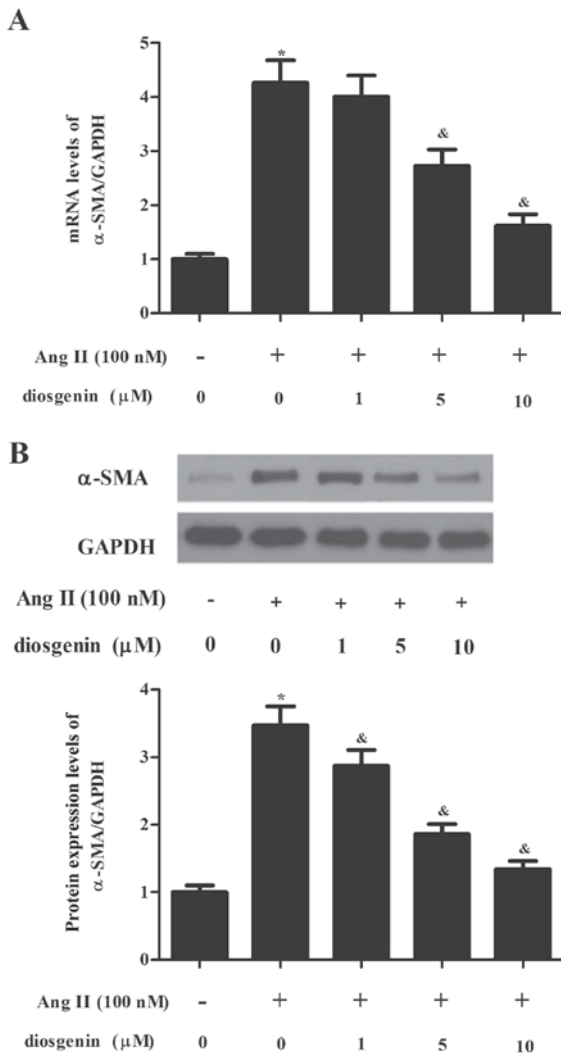 A
mRNA levels of
α-SMA/GAPDH
5
4
3
2
1
0
*
&
&
Ang II (100 nM) - + + + +
diosgenin (μM) 0 0 1 5 10
B
α-SMA
GAPDH
Ang II (100 nM) - + + + +
diosgenin (μM) 0 0 1 5 10
Protein expression levels of
α-SMA/GAPDH
4
3
2
1
0
*
&
&
&
Ang II (100 nM) - + + + +
diosgenin (μM) 0 0 1 5 10